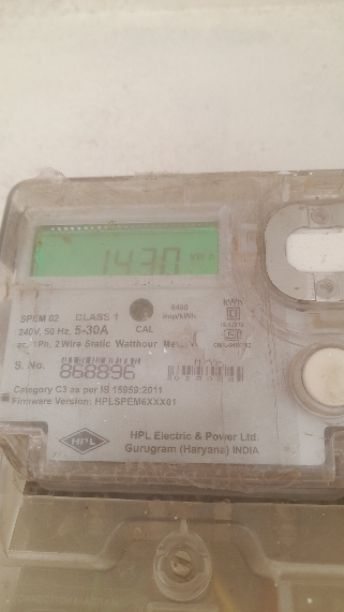 1430
SPEM 02 CLASS 1 6400 kWh
240V, 50 Hz, 5-30A CAL imp/kWh
ac, 1Ph, 2 Wire Static Watthour
S. No. 868896
Category C3 as per IS 15959:2011
Firmware Version: HPLSPEM6XXX01
HPL HPL Electric & Power Ltd.
Gurugram (Haryana) INDIA